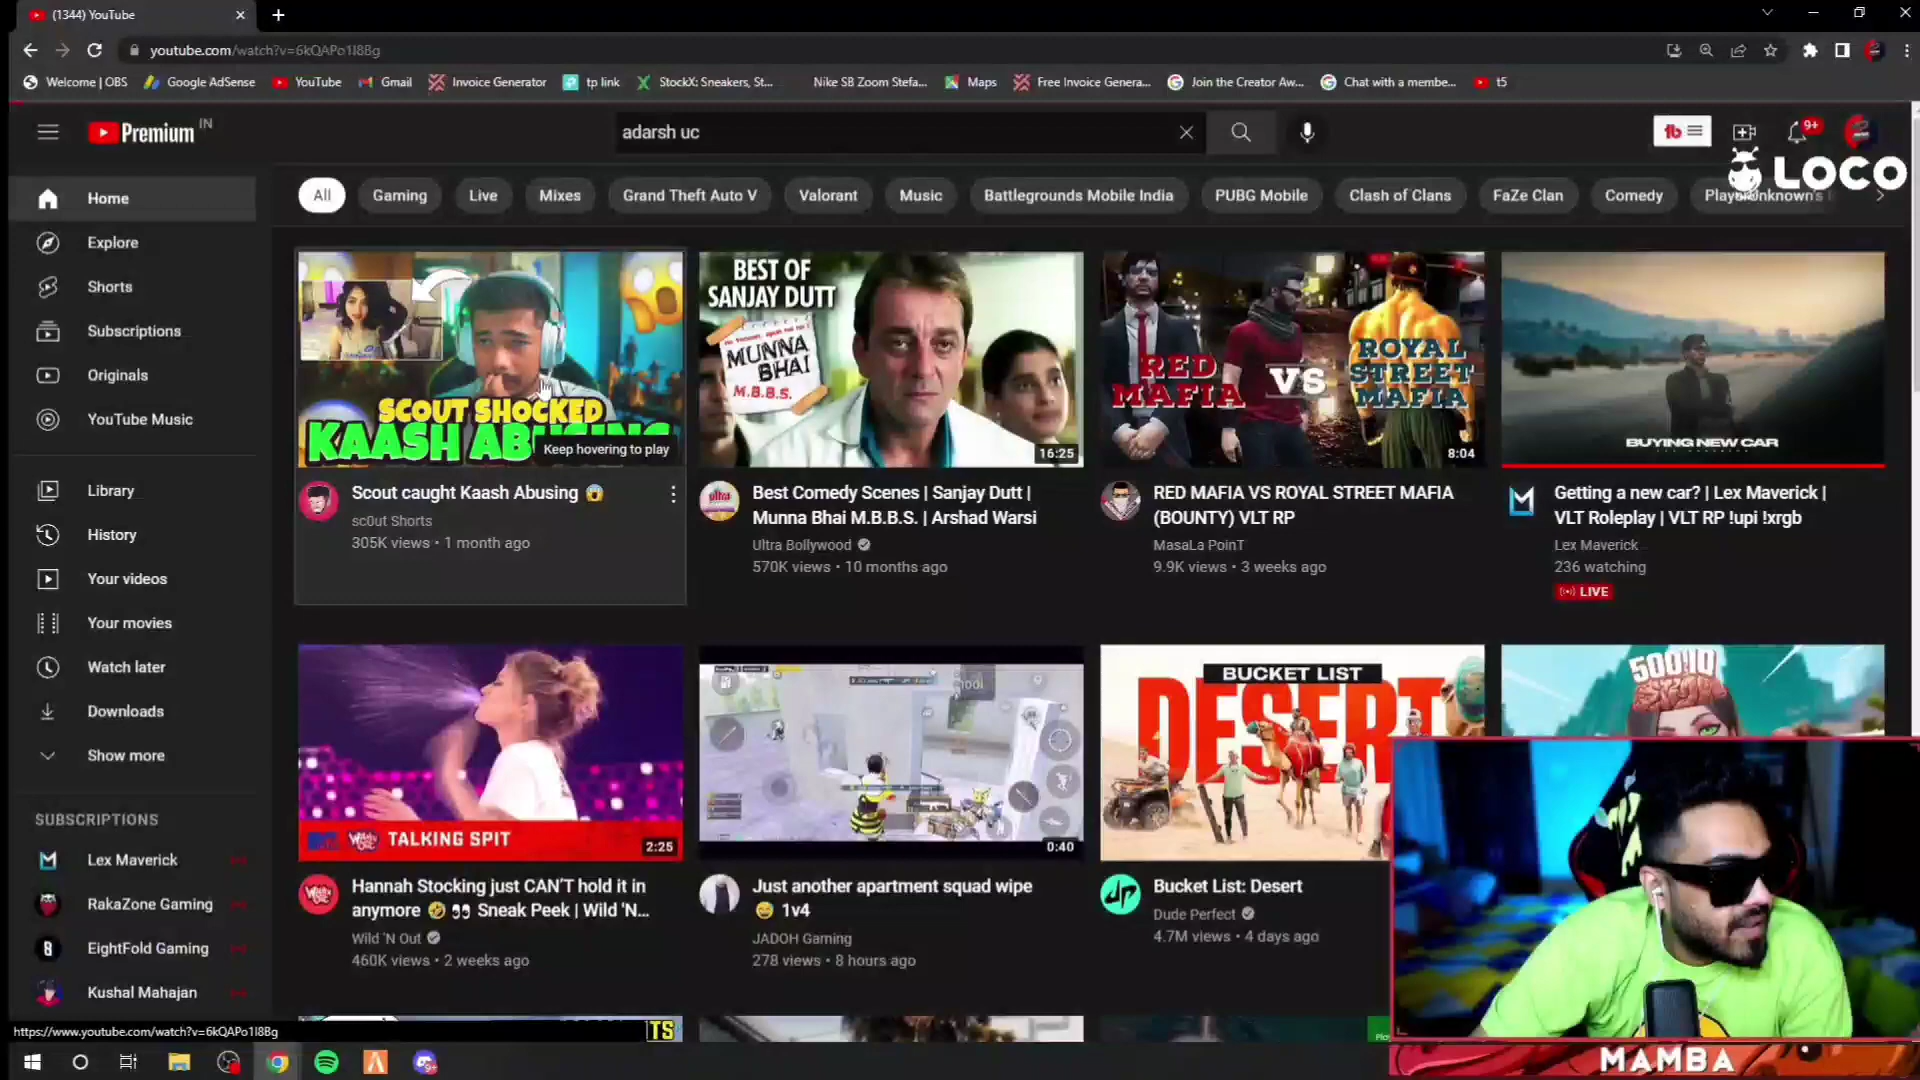 (1344) YouTube
youtube.com/watch?v=6kQAPo1I8Bg
Welcome | OBS
Google AdSense
YouTube
Gmail
Invoice Generator
tp link
StockX: Sneakers, St...
Nike SB Zoom Stefa...
Maps
Free Invoice Genera...
Join the Creator Aw...
Chat with a membe...
t5
Premium IN
adarsh uc
9+
LOCO
All
Gaming
Live
Mixes
Grand Theft Auto V
Valorant
Music
Battlegrounds Mobile India
PUBG Mobile
Clash of Clans
FaZe Clan
Comedy
Home
Explore
Shorts
Subscriptions
Originals
YouTube Music
Library
History
Your videos
Your movies
Watch later
Downloads
Show more
SUBSCRIPTIONS
Lex Maverick
RakaZone Gaming
EightFold Gaming
Kushal Mahajan
SCOUT SHOCKED
KAASH
Keep hovering to play
Scout caught Kaash Abusing
sc0ut Shorts
305K views • 1 month ago
BEST OF
SANJAY DUTT
MUNNA
BHAI
M.B.B.S.
16:25
Best Comedy Scenes | Sanjay Dutt |
Munna Bhai M.B.B.S. | Arshad Warsi
Ultra Bollywood
570K views • 10 months ago
RED
MAFIA
VS
ROYAL
STREET
MAFIA
8:04
RED MAFIA VS ROYAL STREET MAFIA
(BOUNTY) VLT RP
MasaLa PoinT
9.9K views • 3 weeks ago
BUYING NEW CAR
Getting a new car? | Lex Maverick |
VLT Roleplay | VLT RP !upi !xrgb
Lex Maverick
236 watching
LIVE
TALKING SPIT
2:25
Hannah Stocking just CAN'T hold it in
anymore 🤣 👀 Sneak Peek | Wild 'N...
Wild 'N Out
460K views • 2 weeks ago
0:40
Just another apartment squad wipe
😄 1v4
JADOH Gaming
278 views • 8 hours ago
BUCKET LIST
DESERT
Bucket List: Desert
Dude Perfect
4.7M views • 4 days ago
https://www.youtube.com/watch?v=6kQAPo1I8Bg
MAMBA